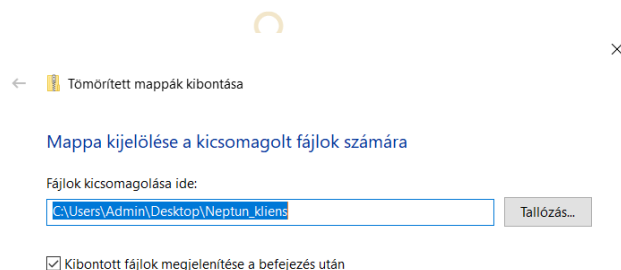 Tömörített mappák kibontása
Mappa kijelölése a kicsomagolt fájlok számára
Fájlok kicsomagolása ide:
C:\Users\Admin\Desktop\Neptun_kliens
Tallózás...
Kibontott fájlok megjelenítése a befejezés után